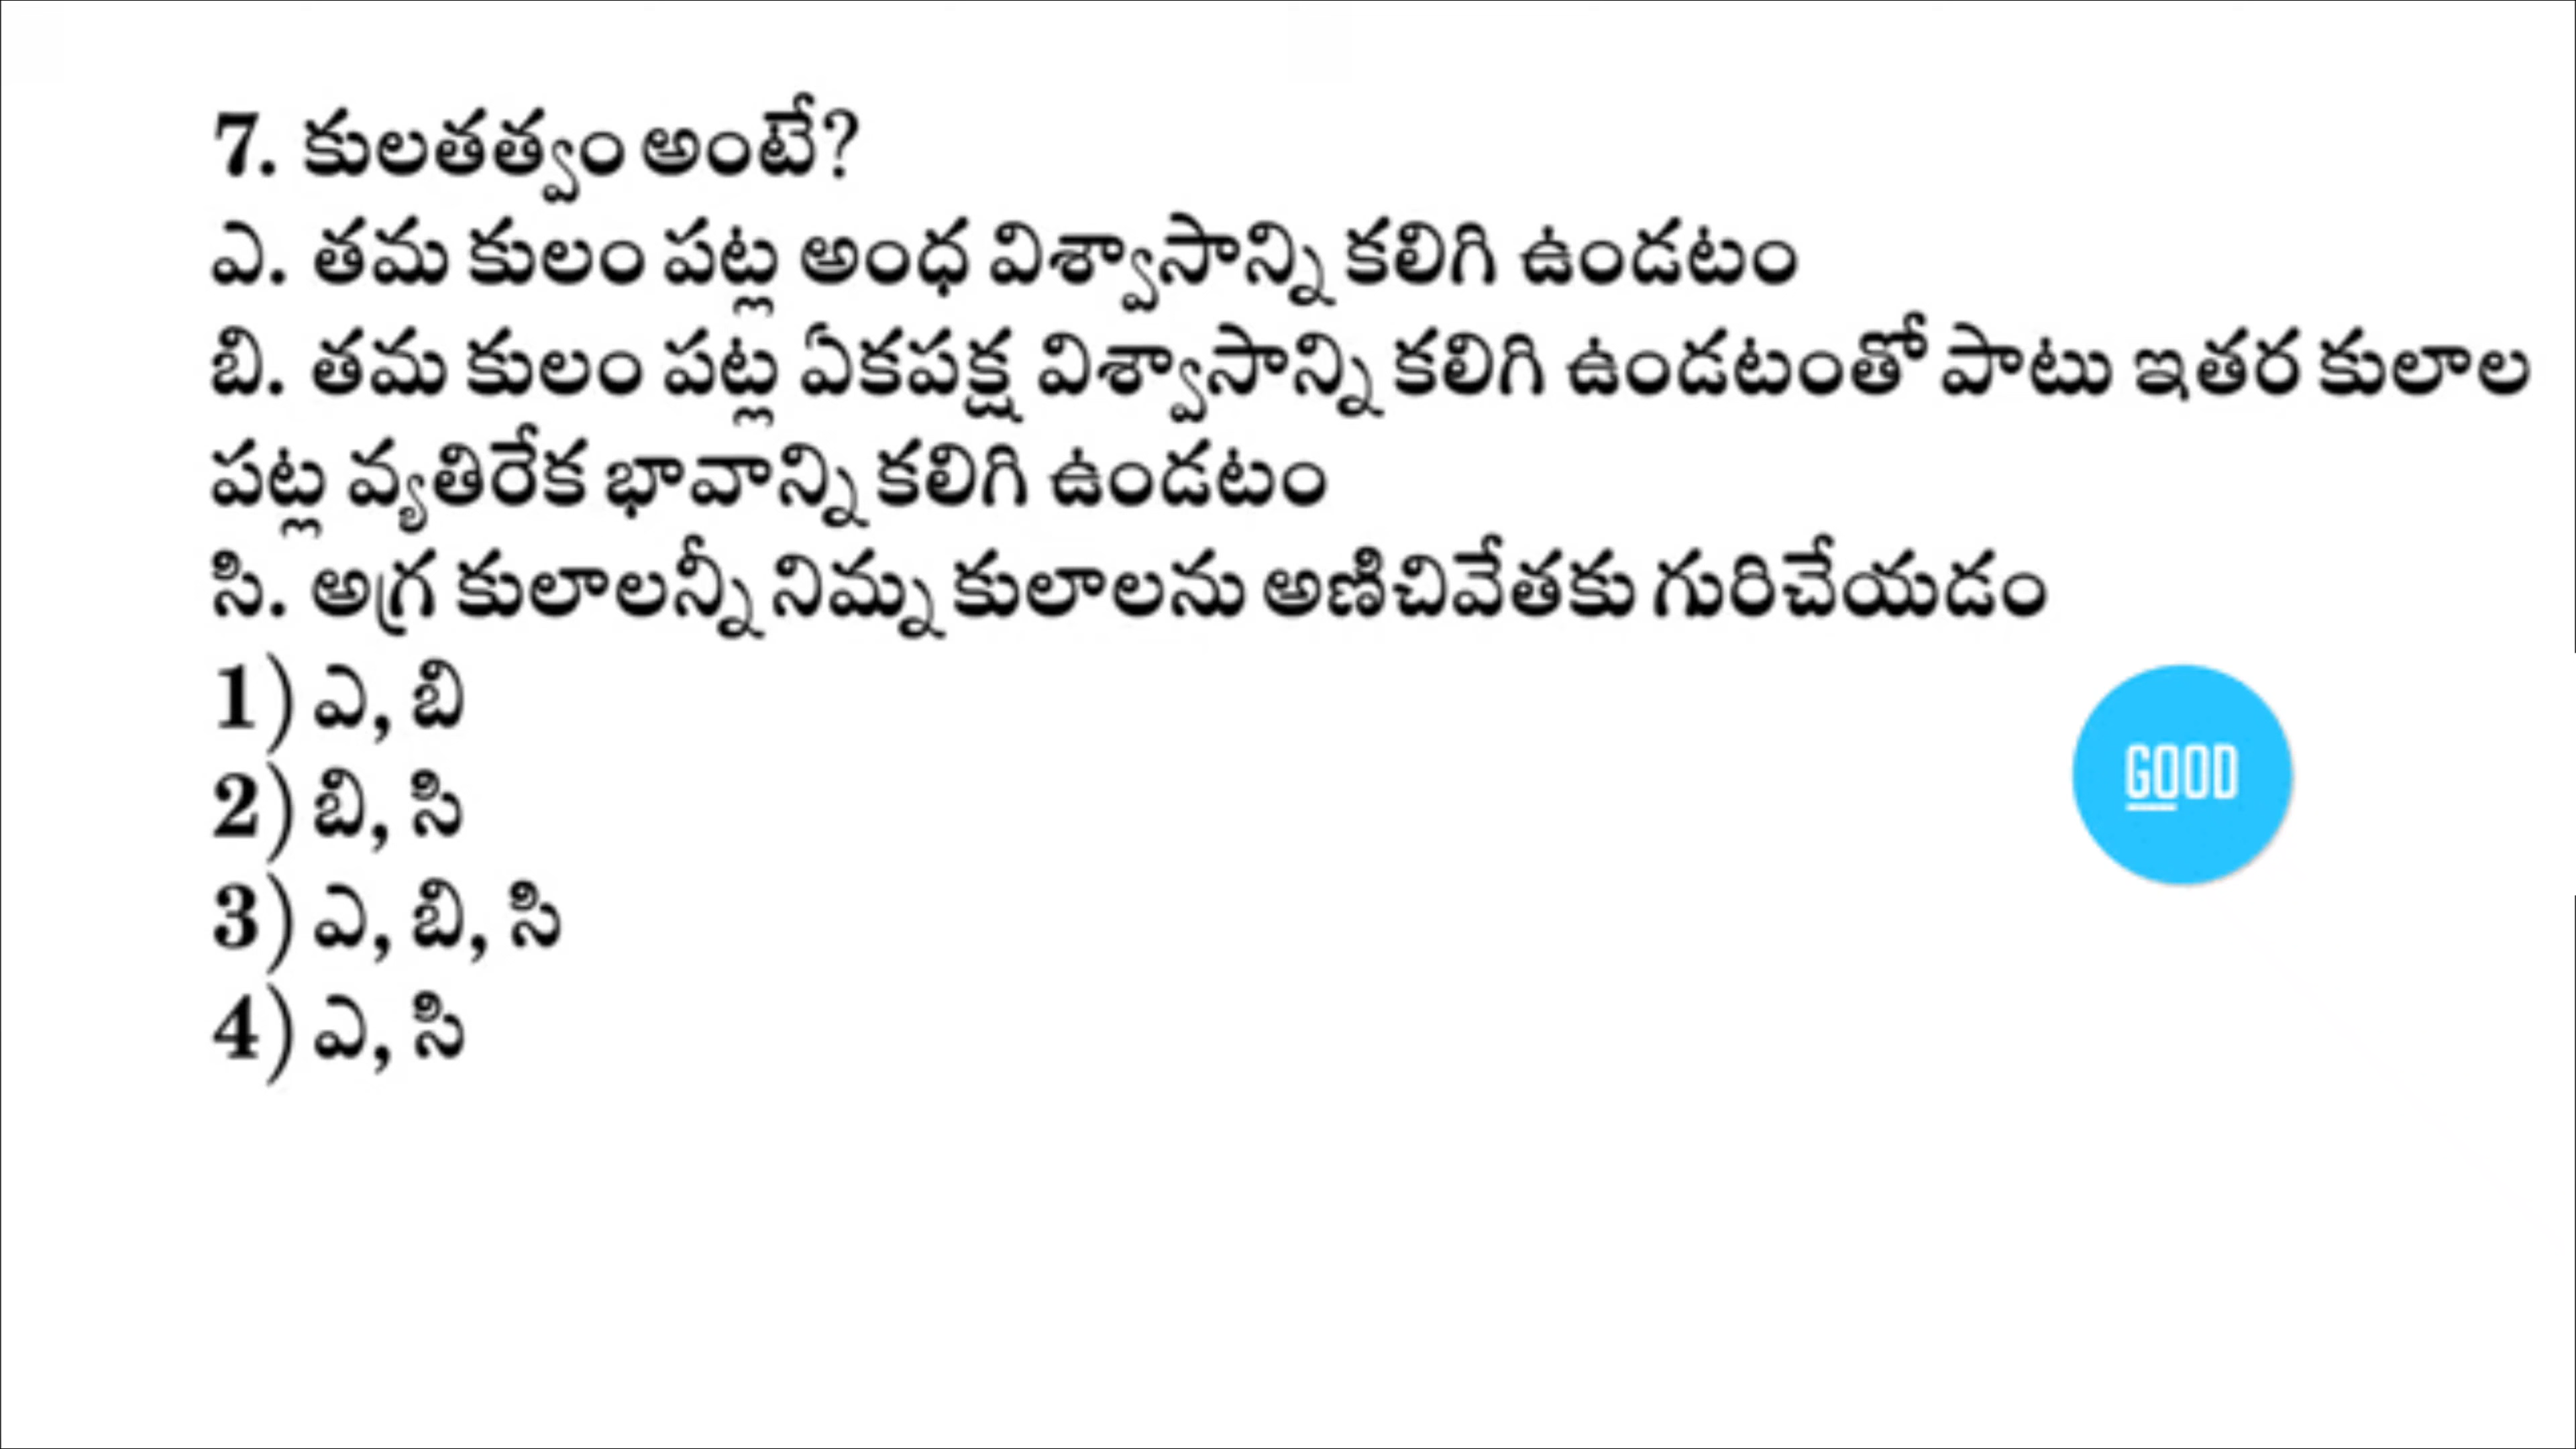 7. కులతత్వం అంటే?
ఎ. తమ కులం పట్ల అంధ విశ్వాసాన్ని కలిగి ఉండటం
బి. తమ కులం పట్ల ఏకపక్ష విశ్వాసాన్ని కలిగి ఉండటంతో పాటు ఇతర కులాల
పట్ల వ్యతిరేక భావాన్ని కలిగి ఉండటం
సి. అగ్ర కులాలన్నీ నిమ్న కులాలను అణిచివేతకు గురిచేయడం
1) ఎ, బి
2) బి, సి
3) ఎ, బి, సి
4) ఎ, సి
GOOD